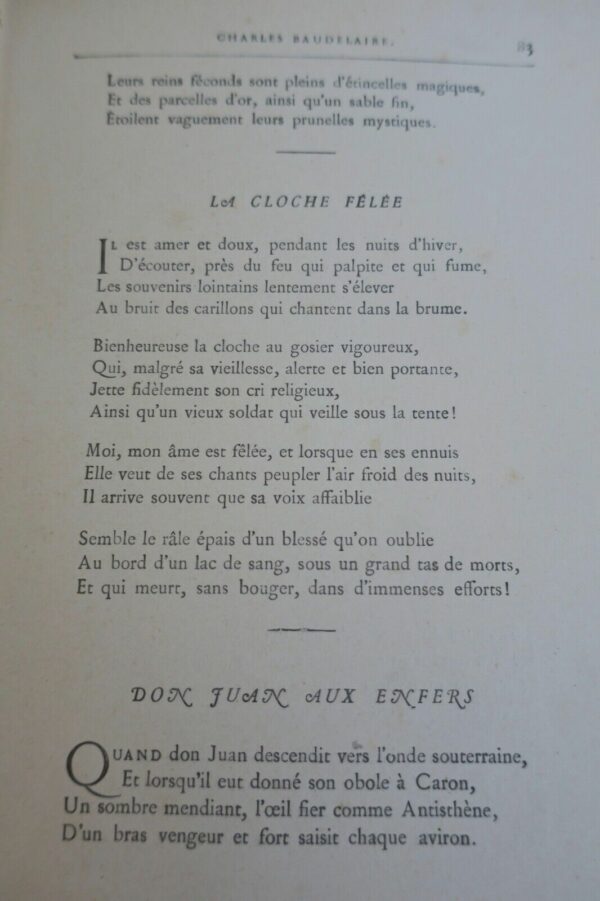 CHARLES BAUDELAIRE.
83
Leurs reins féconds sont pleins d'étincelles magiques,
Et des parcelles d'or, ainsi qu'un sable fin,
Étoilent vaguement leurs prunelles mystiques.
LA CLOCHE FÊLÉE
IL est amer et doux, pendant les nuits d'hiver,
D'écouter, près du feu qui palpite et qui fume,
Les souvenirs lointains lentement s'élever
Au bruit des carillons qui chantent dans la brume.
Bienheureuse la cloche au gosier vigoureux,
Qui, malgré sa vieillesse, alerte et bien portante,
Jette fidèlement son cri religieux,
Ainsi qu'un vieux soldat qui veille sous la tente!
Moi, mon âme est fêlée, et lorsque en ses ennuis
Elle veut de ses chants peupler l'air froid des nuits,
Il arrive souvent que sa voix affaiblie
Semble le râle épais d'un blessé qu'on oublie
Au bord d'un lac de sang, sous un grand tas de morts,
Et qui meurt, sans bouger, dans d'immenses efforts!
DON JUAN AUX ENFERS
QUAND don Juan descendit vers l'onde souterraine,
Et lorsqu'il eut donné son obole à Caron,
Un sombre mendiant, l'œil fier comme Antisthène,
D'un bras vengeur et fort saisit chaque aviron.